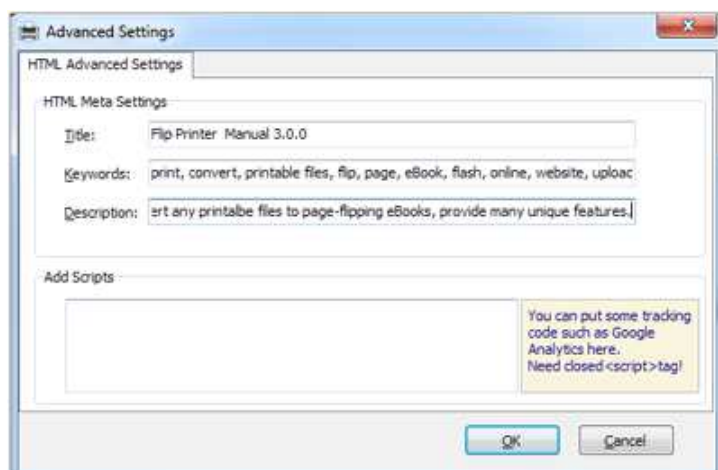 Advanced Settings
HTML Advanced Settings
HTML Meta Settings
Title: Flip Printer Manual 3.0.0
Keywords: print, convert, printable files, flip, page, eBook, flash, online, website, uploac
Description: ert any printalbe files to page-flipping eBooks, provide many unique features.
Add Scripts
You can put some tracking
code such as Google
Analytics here.
Need closed<script>tag!
OK Cancel